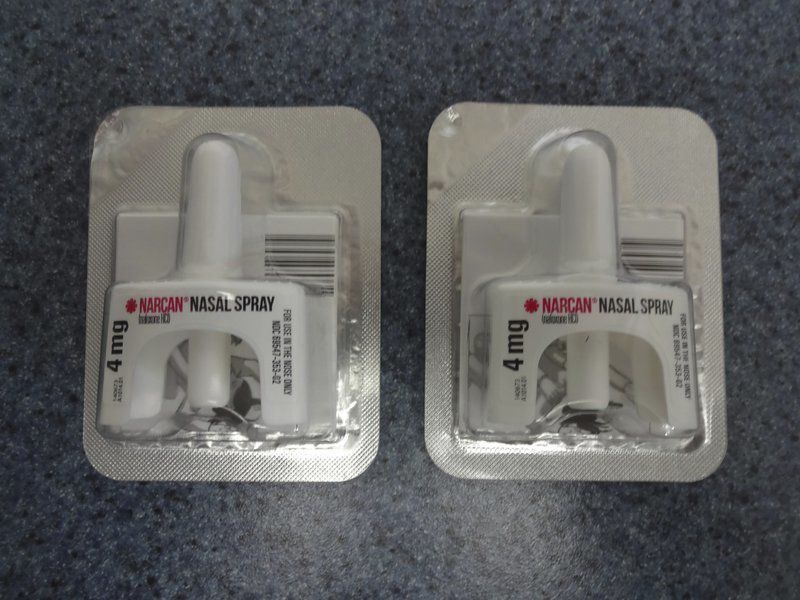 NARCAN® NASAL SPRAY
(naloxone HCl)
4 mg
FOR USE IN THE NOSE ONLY
NDC 69547-353-02
NARCAN® NASAL SPRAY
(naloxone HCl)
4 mg
FOR USE IN THE NOSE ONLY
NDC 69547-353-02